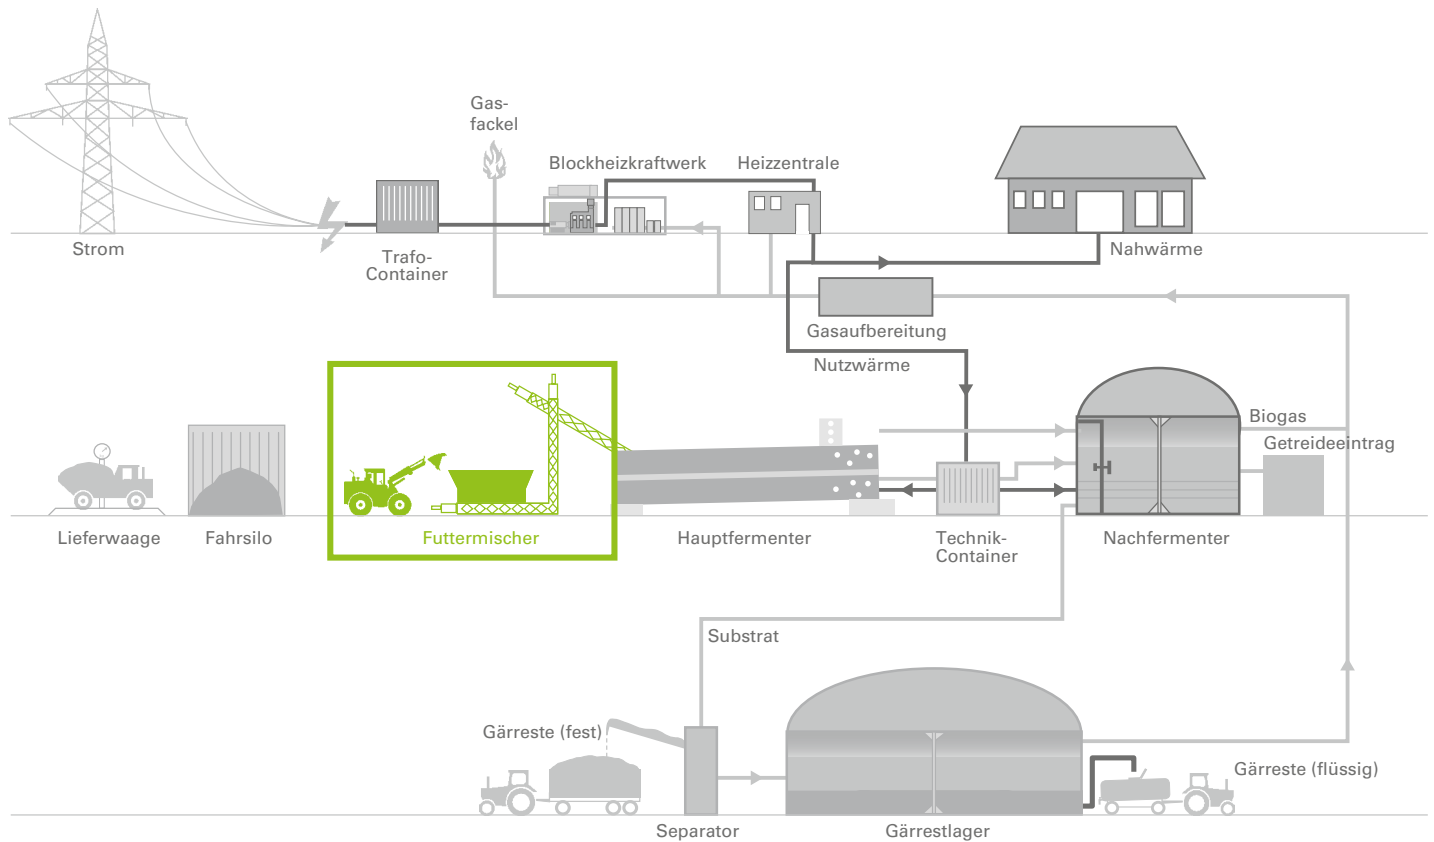 Gas-
fackel
Blockheizkraftwerk
Heizzentrale
Strom
Trafo-
Container
Nahwärme
Gasaufbereitung
Nutzwärme
Biogas
Getreideeintrag
Lieferwaage
Fahrsilo
Futtermischer
Hauptfermenter
Technik-
Container
Nachfermenter
Substrat
Gärreste (fest)
Gärreste (flüssig)
Separator
Gärrestlager